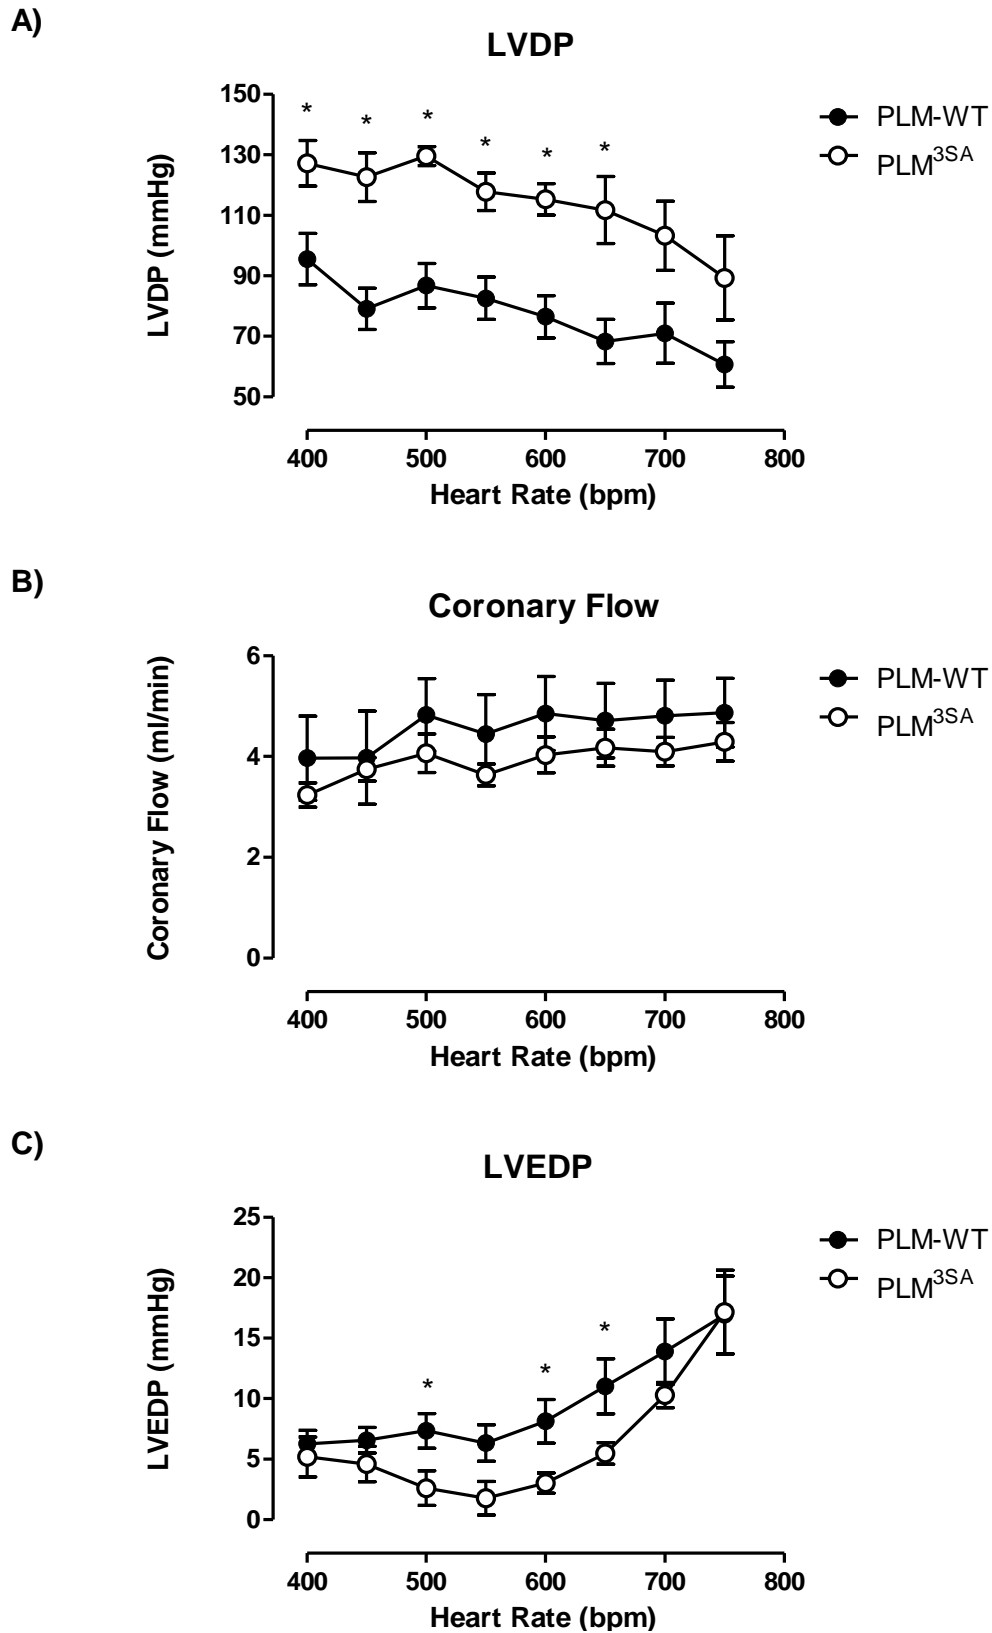 A)
LVDP
150
130
110
90
70
50
LVDP (mmHg)
* * * * * *
PLM-WT
PLM3SA
400 500 600 700 800
Heart Rate (bpm)
B)
Coronary Flow
6
4
2
0
Coronary Flow (ml/min)
PLM-WT
PLM3SA
400 500 600 700 800
Heart Rate (bpm)
C)
LVEDP
25
20
15
10
5
0
LVEDP (mmHg)
* * *
PLM-WT
PLM3SA
400 500 600 700 800
Heart Rate (bpm)